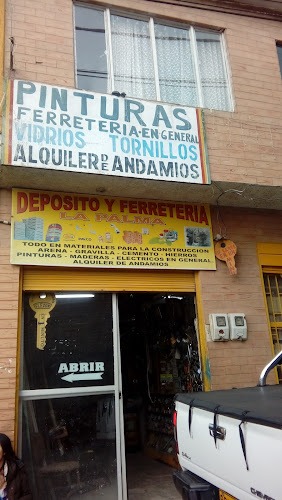 PINTURAS
FERRETERIA-EN-GENERAL
VIDRIOS - TORNILLOS
ALQUILER DE ANDAMIOS
DEPOSITO Y FERRETERIA
LA PALMA
TODO EN MATERIALES PARA LA CONSTRUCCION
ARENA - GRAVILLA - CEMENTO - HIERROS
PINTURAS - MADERAS - ELECTRICOS EN GENERAL
ALQUILER DE ANDAMIOS
ABRIR